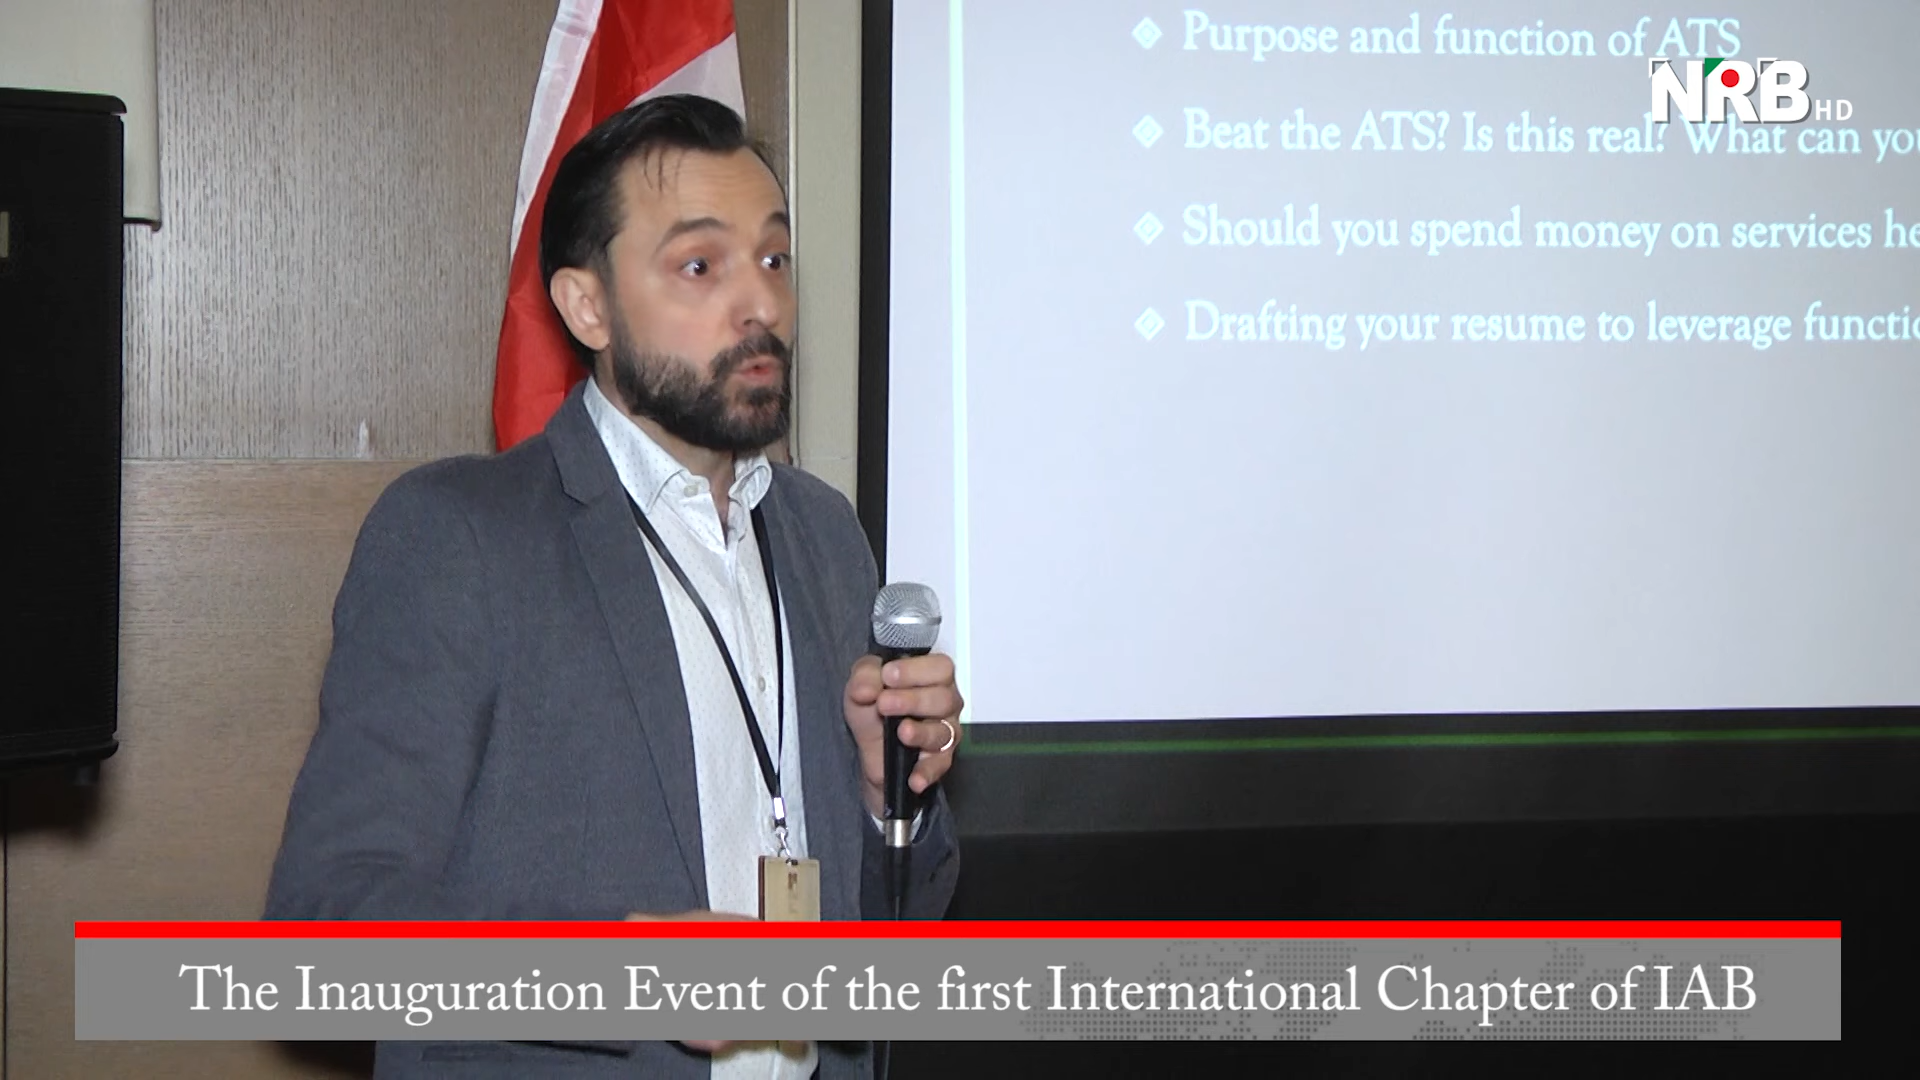 Purpose and function of ATS
NRB HD
Beat the ATS? Is this real? What can you
Should you spend money on services he
Drafting your resume to leverage functio
The Inauguration Event of the first International Chapter of IAB